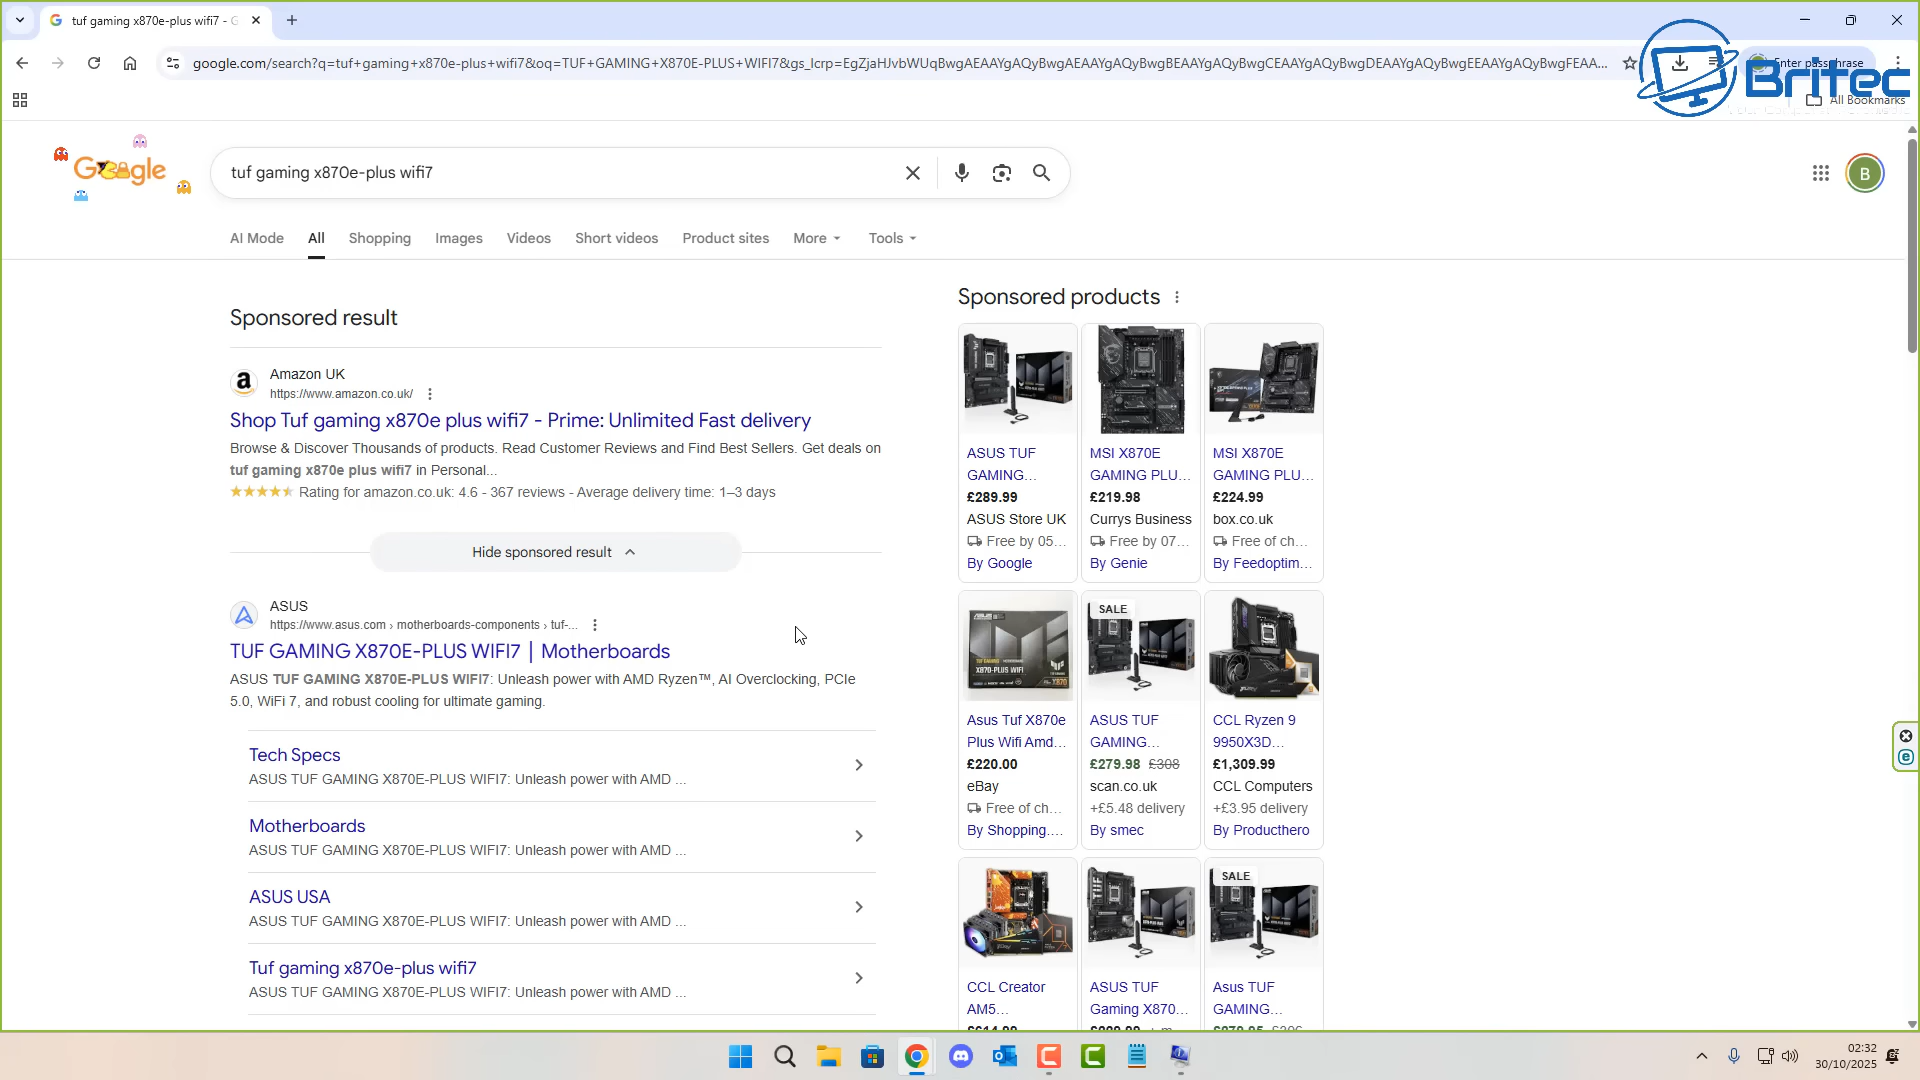 tuf gaming x870e-plus wifi7 - G
google.com/search?q=tuf+gaming+x870e-plus+wifi7&oq=TUF+GAMING+X870E-PLUS+WIFI7&gs_lcrp=EgZjaHJvbWUqBwgAEAAYgAQyBwgAEAAYgAQyBwgBEAAYgAQyBwgCEAAYgAQyBwgDEAAYgAQyBwgEEAAYgAQyBwgFEAA...
Enter passphrase
Britec
All Bookmarks
Google
tuf gaming x870e-plus wifi7
B
AI Mode
All
Shopping
Images
Videos
Short videos
Product sites
More
Tools
Sponsored result
Amazon UK
https://www.amazon.co.uk/
Shop Tuf gaming x870e plus wifi7 - Prime: Unlimited Fast delivery
Browse & Discover Thousands of products. Read Customer Reviews and Find Best Sellers. Get deals on
tuf gaming x870e plus wifi7 in Personal...
Rating for amazon.co.uk: 4.6 - 367 reviews - Average delivery time: 1–3 days
Hide sponsored result
ASUS
https://www.asus.com › motherboards-components › tuf-...
TUF GAMING X870E-PLUS WIFI7 | Motherboards
ASUS TUF GAMING X870E-PLUS WIFI7: Unleash power with AMD Ryzen™, AI Overclocking, PCIe
5.0, WiFi 7, and robust cooling for ultimate gaming.
Tech Specs
ASUS TUF GAMING X870E-PLUS WIFI7: Unleash power with AMD ...
Motherboards
ASUS TUF GAMING X870E-PLUS WIFI7: Unleash power with AMD ...
ASUS USA
ASUS TUF GAMING X870E-PLUS WIFI7: Unleash power with AMD ...
Tuf gaming x870e-plus wifi7
ASUS TUF GAMING X870E-PLUS WIFI7: Unleash power with AMD ...
Sponsored products
ASUS TUF
GAMING...
£289.99
ASUS Store UK
Free by 05...
By Google
MSI X870E
GAMING PLU...
£219.98
Currys Business
Free by 07...
By Genie
MSI X870E
GAMING PLU...
£224.99
box.co.uk
Free of ch...
By Feedoptim...
X870-PLUS WIFI
Asus Tuf X870e
Plus Wifi Amd...
£220.00
eBay
Free of ch...
By Shopping....
SALE
ASUS TUF
GAMING...
£279.98 £308
scan.co.uk
+£5.48 delivery
By smec
CCL Ryzen 9
9950X3D...
£1,309.99
CCL Computers
+£3.95 delivery
By Producthero
CCL Creator
AM5...
ASUS TUF
Gaming X870...
SALE
Asus TUF
GAMING...
02:32
30/10/2025